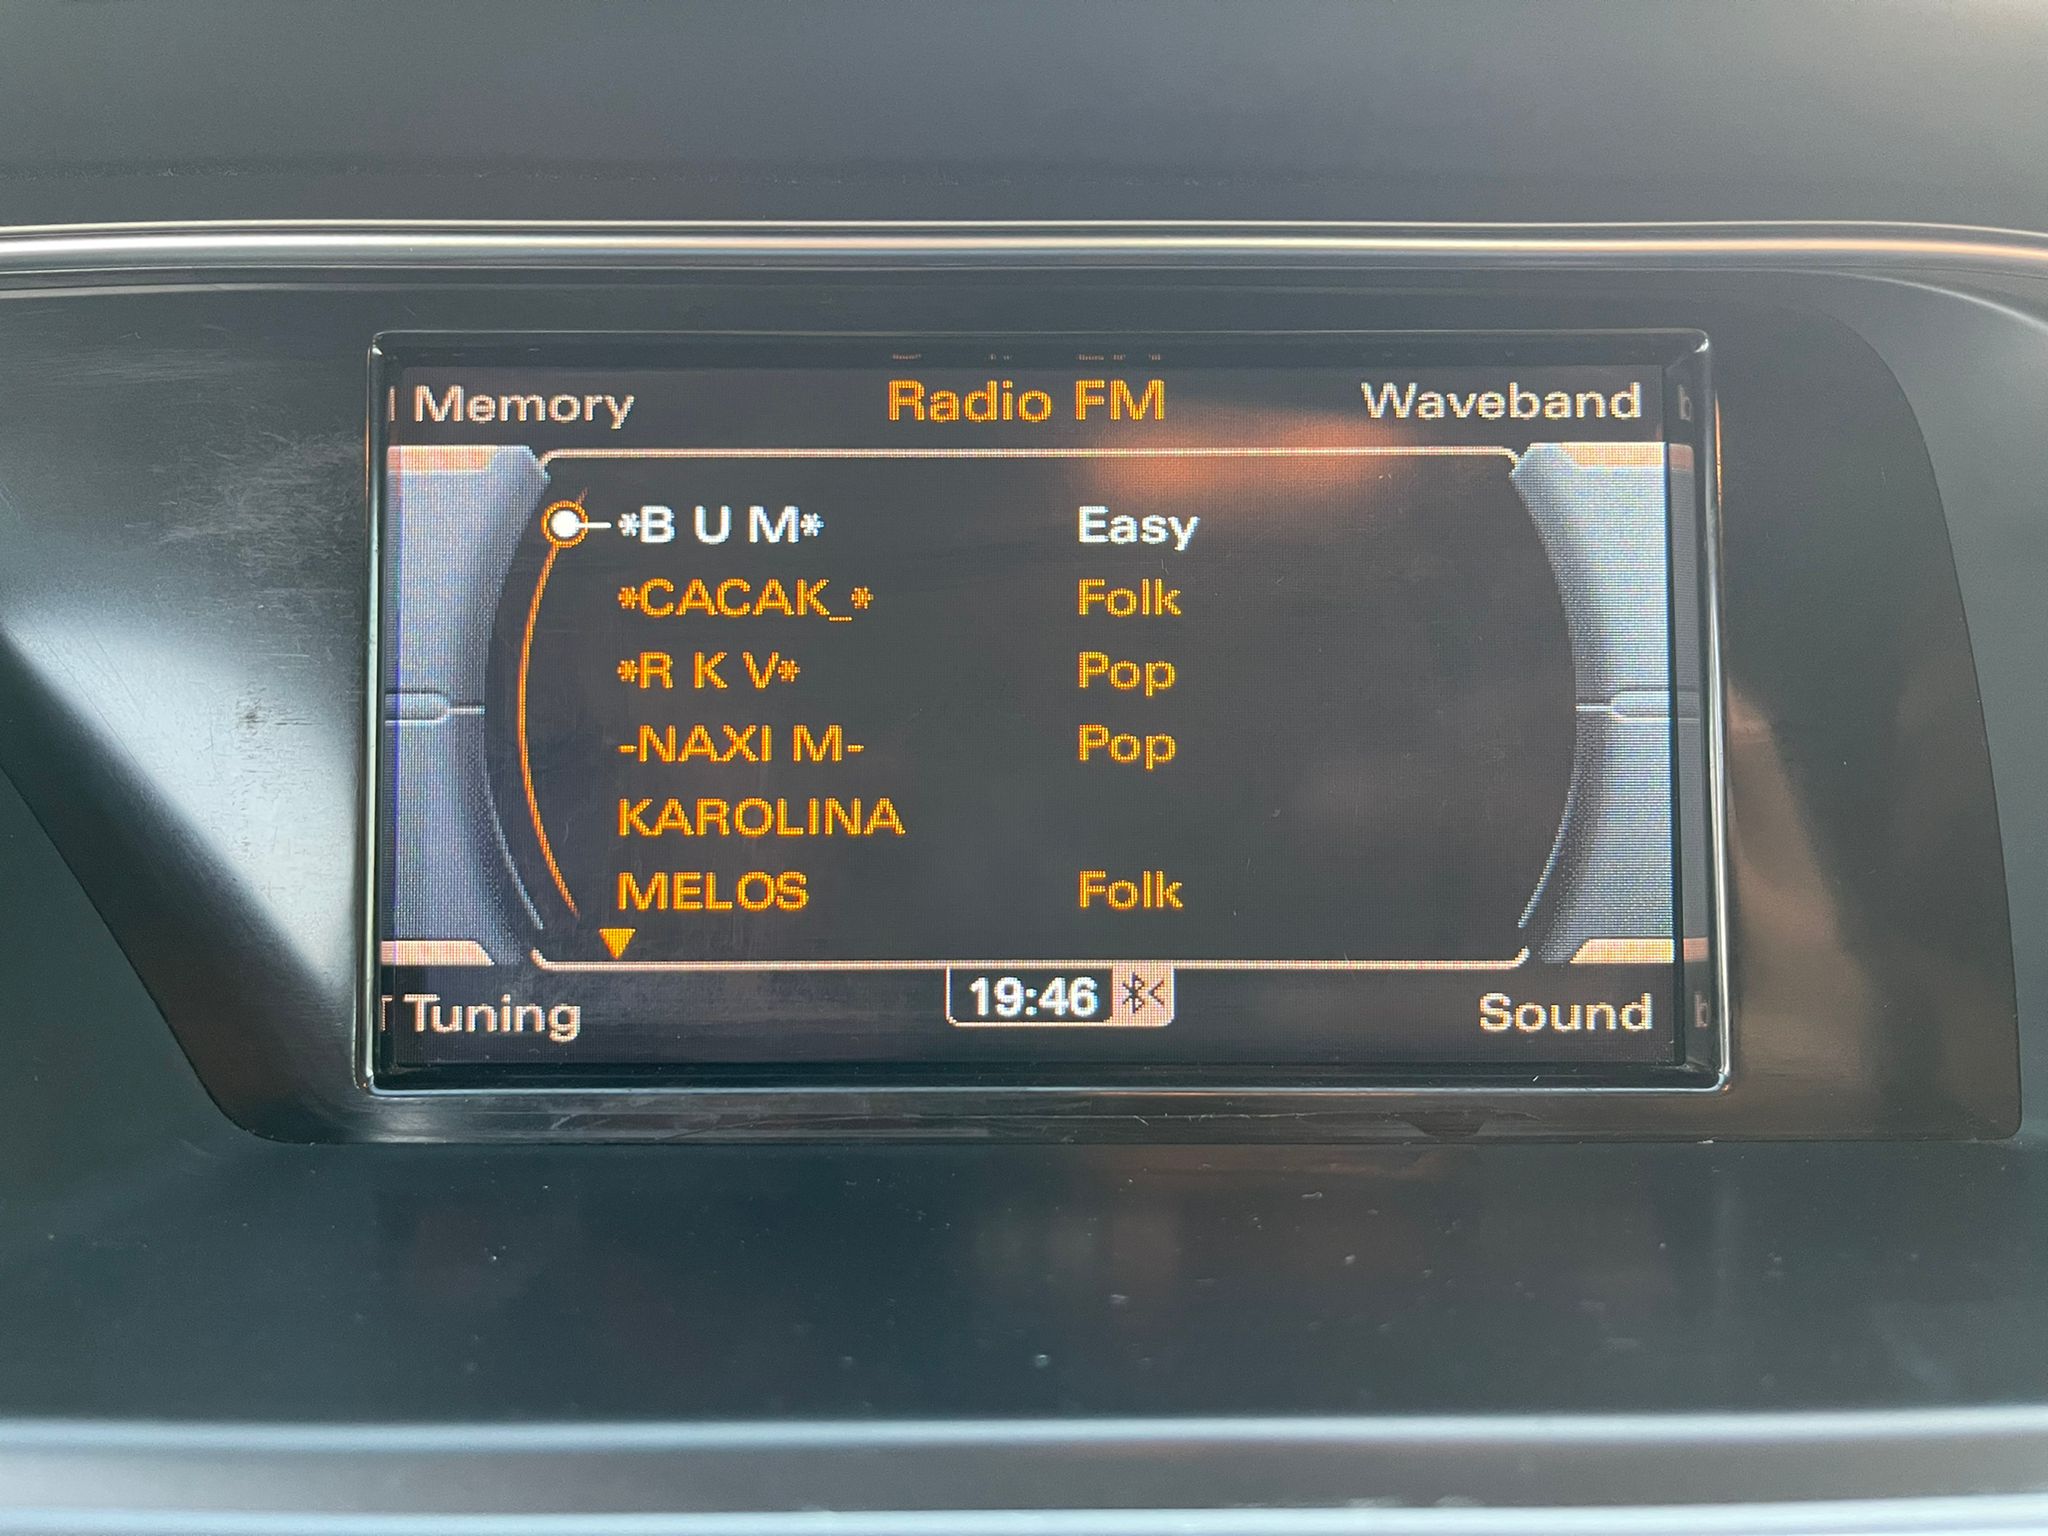 Memory Radio FM Waveband
*B U M* Easy
*CACAK_* Folk
*R K V* Pop
-NAXI M- Pop
KAROLINA
MELOS Folk
Tuning 19:46 Sound